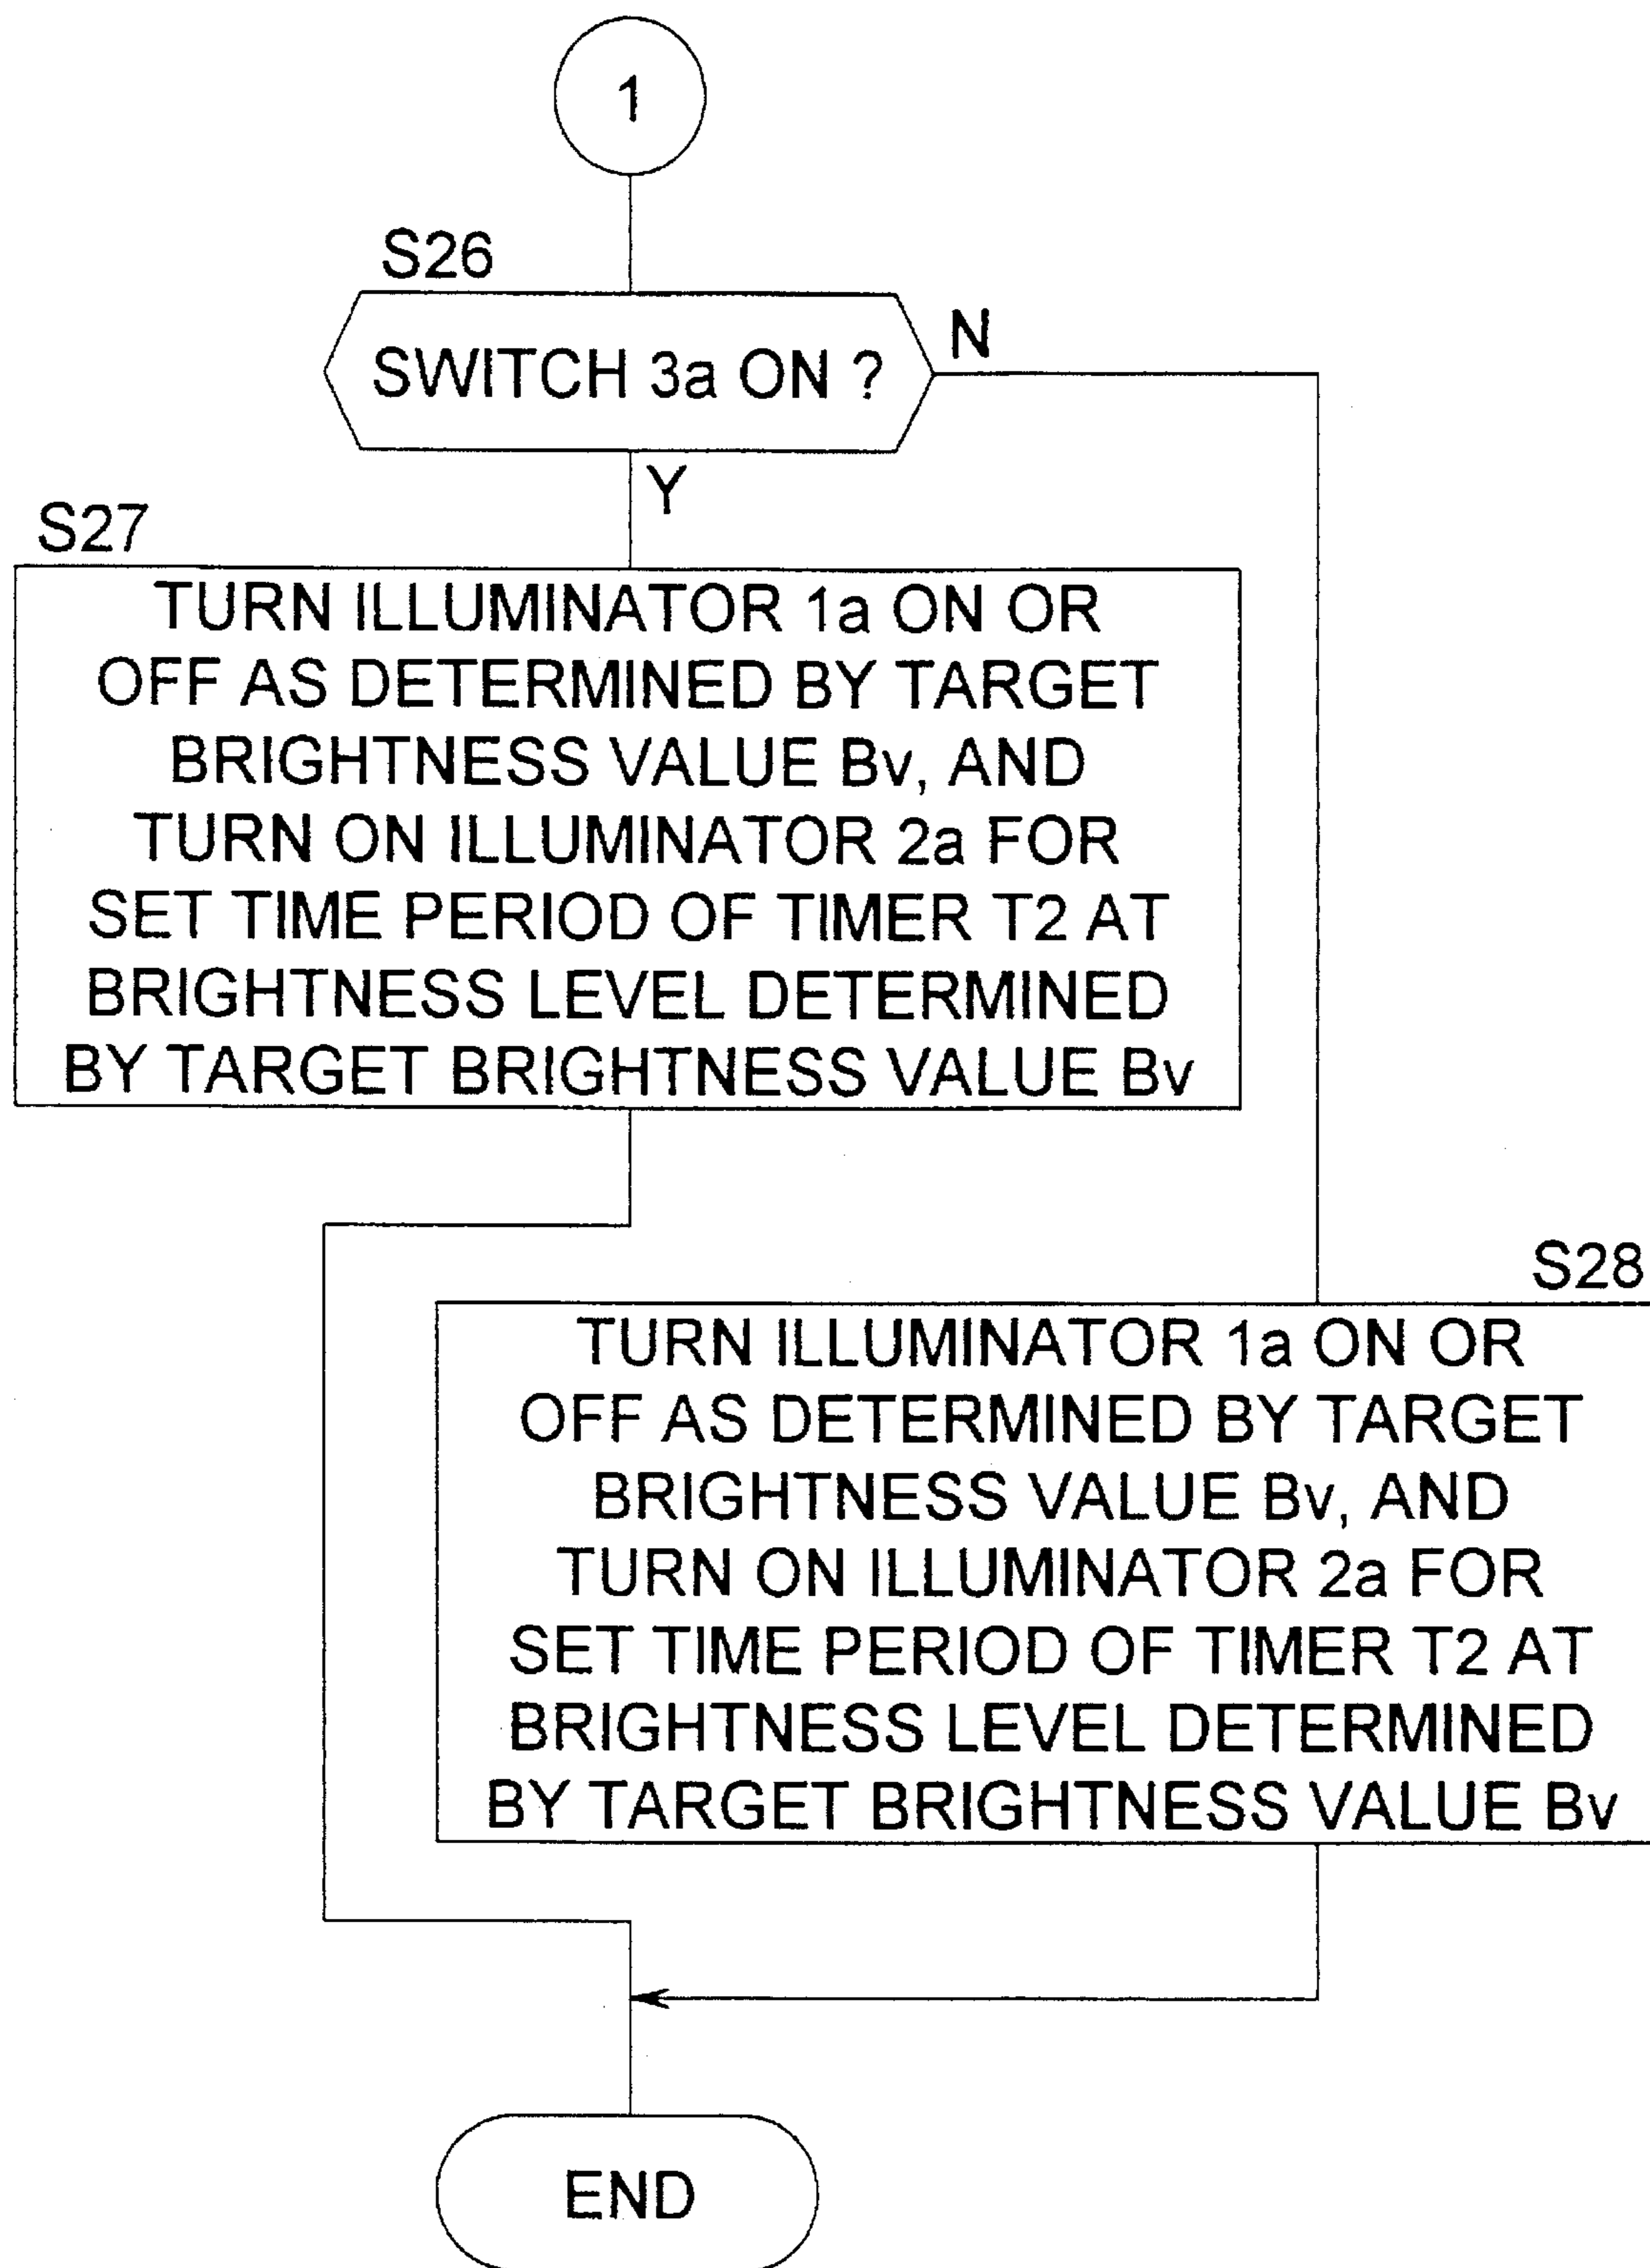 1
S26
SWITCH 3a ON ?
N
Y
S27
TURN ILLUMINATOR 1a ON OR
OFF AS DETERMINED BY TARGET
BRIGHTNESS VALUE Bv, AND
TURN ON ILLUMINATOR 2a FOR
SET TIME PERIOD OF TIMER T2 AT
BRIGHTNESS LEVEL DETERMINED
BY TARGET BRIGHTNESS VALUE Bv
S28
TURN ILLUMINATOR 1a ON OR
OFF AS DETERMINED BY TARGET
BRIGHTNESS VALUE Bv, AND
TURN ON ILLUMINATOR 2a FOR
SET TIME PERIOD OF TIMER T2 AT
BRIGHTNESS LEVEL DETERMINED
BY TARGET BRIGHTNESS VALUE Bv
END